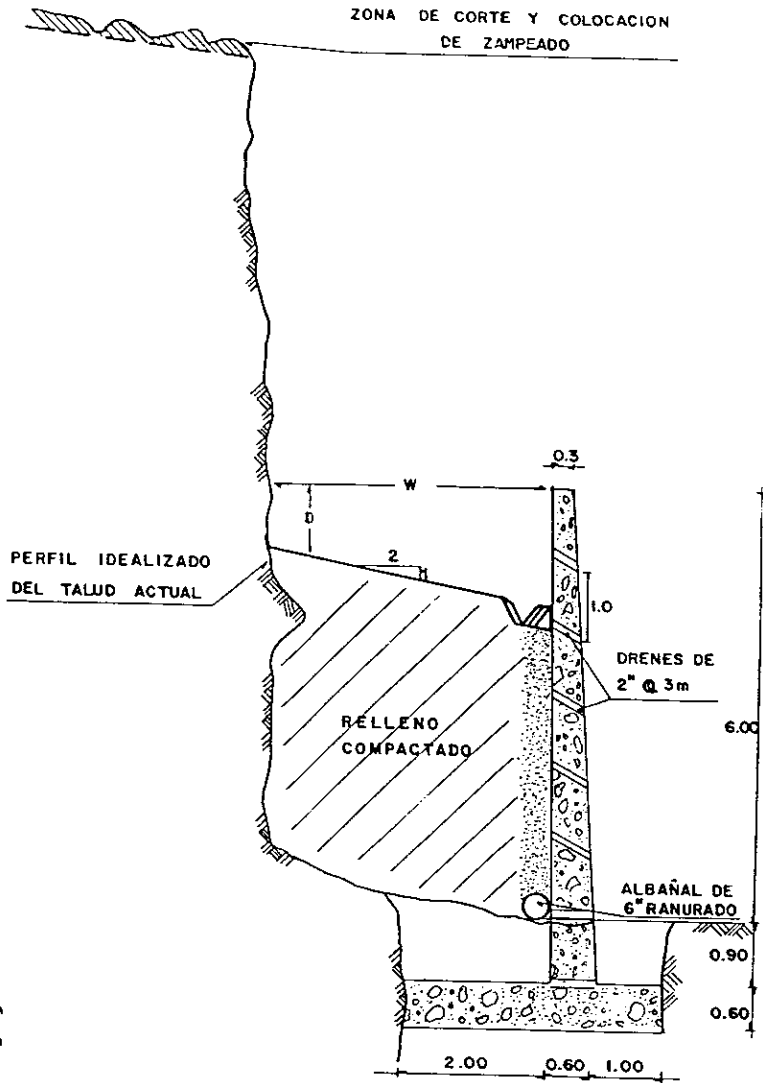 ZONA DE CORTE Y COLOCACION
DE ZAMPEADO
0.3
W
D
2
PERFIL IDEALIZADO
DEL TALUD ACTUAL
1.0
DRENES DE
2" @ 3m
RELLENO
COMPACTADO
6.00
ALBAÑAL DE
6" RANURADO
0.90
0.60
2.00 0.60 1.00